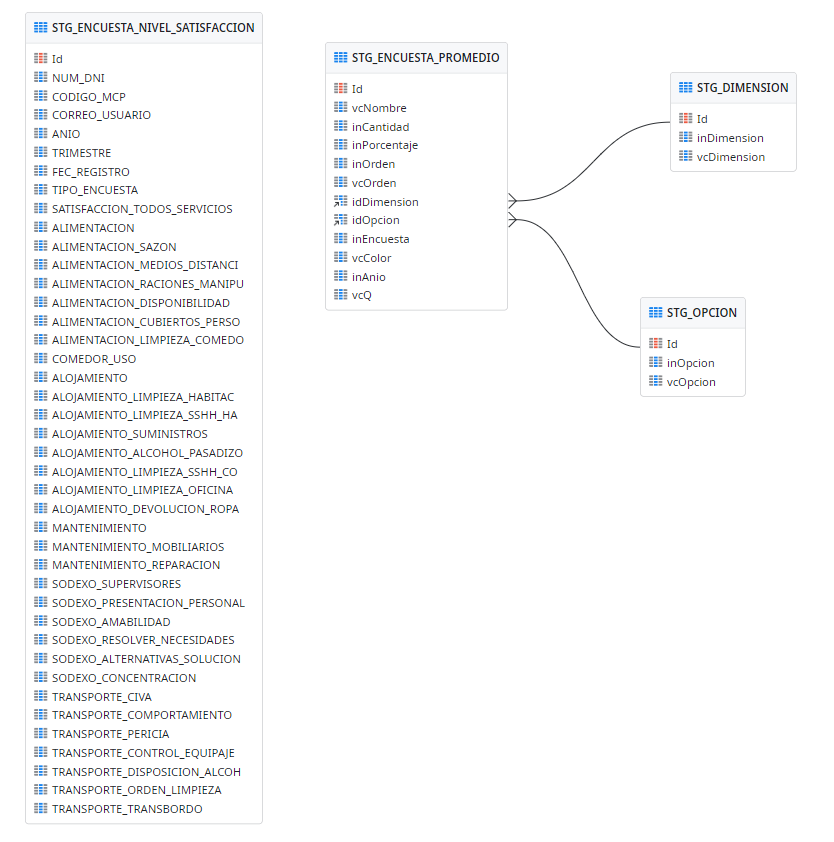 STG_ENCUESTA_NIVEL_SATISFACCION
Id
NUM_DNI
CODIGO_MCP
CORREO_USUARIO
ANIO
TRIMESTRE
FEC_REGISTRO
TIPO_ENCUESTA
SATISFACCION_TODOS_SERVICIOS
ALIMENTACION
ALIMENTACION_SAZON
ALIMENTACION_MEDIOS_DISTANCI
ALIMENTACION_RACIONES_MANIPU
ALIMENTACION_DISPONIBILIDAD
ALIMENTACION_CUBIERTOS_PERSO
ALIMENTACION_LIMPIEZA_COMEDO
COMEDOR_USO
ALOJAMIENTO
ALOJAMIENTO_LIMPIEZA_HABITAC
ALOJAMIENTO_LIMPIEZA_SSHH_HA
ALOJAMIENTO_SUMINISTROS
ALOJAMIENTO_ALCOHOL_PASADIZO
ALOJAMIENTO_LIMPIEZA_SSHH_CO
ALOJAMIENTO_LIMPIEZA_OFICINA
ALOJAMIENTO_DEVOLUCION_ROPA
MANTENIMIENTO
MANTENIMIENTO_MOBILIARIOS
MANTENIMIENTO_REPARACION
SODEXO_SUPERVISORES
SODEXO_PRESENTACION_PERSONAL
SODEXO_AMABILIDAD
SODEXO_RESOLVER_NECESIDADES
SODEXO_ALTERNATIVAS_SOLUCION
SODEXO_CONCENTRACION
TRANSPORTE_CIVA
TRANSPORTE_COMPORTAMIENTO
TRANSPORTE_PERICIA
TRANSPORTE_CONTROL_EQUIPAJE
TRANSPORTE_DISPOSICION_ALCOH
TRANSPORTE_ORDEN_LIMPIEZA
TRANSPORTE_TRANSBORDO
STG_ENCUESTA_PROMEDIO
Id
vcNombre
inCantidad
inPorcentaje
inOrden
vcOrden
idDimension
idOpcion
inEncuesta
vcColor
inAnio
vcQ
STG_DIMENSION
Id
inDimension
vcDimension
STG_OPCION
Id
inOpcion
vcOpcion